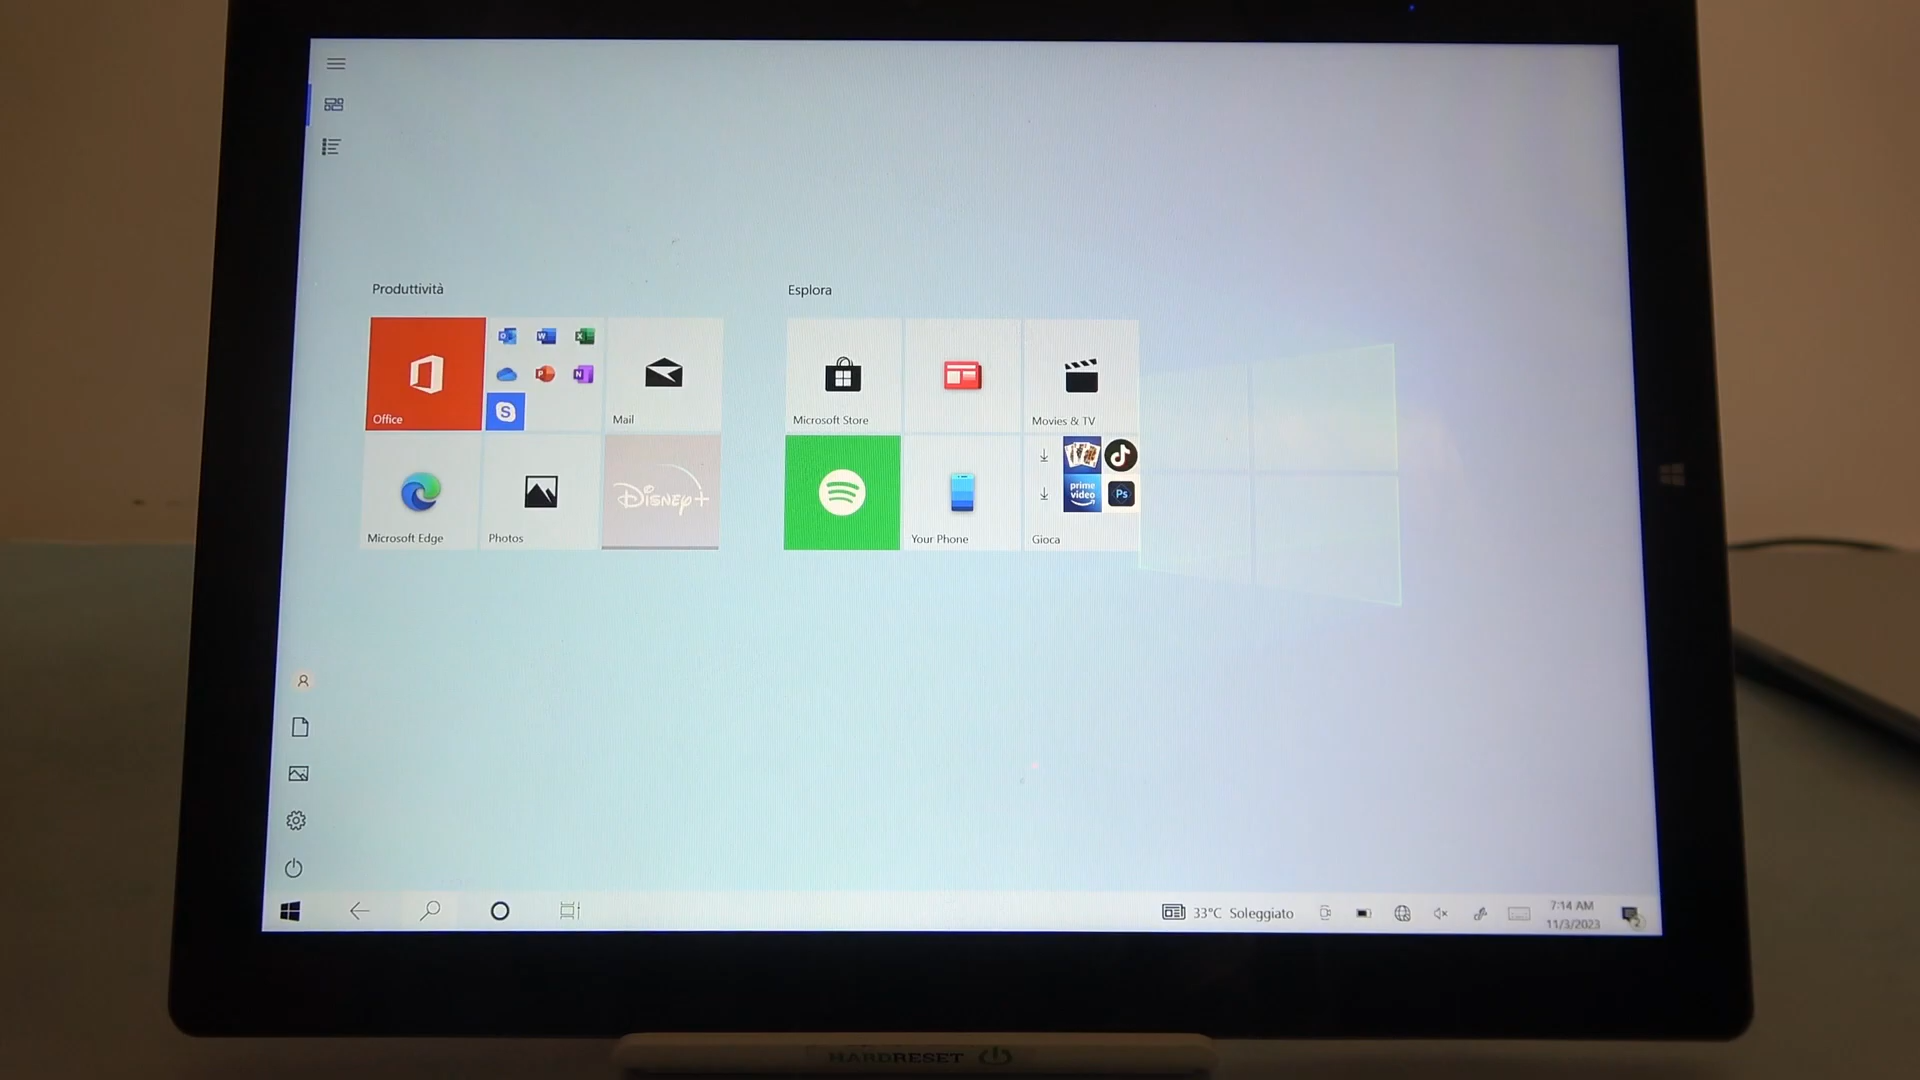 Produttività
Esplora
Office
Mail
Microsoft Store
Movies & TV
Disney+
prime video
Ps
Microsoft Edge
Photos
Your Phone
Gioca
33°C Soleggiato
7:14 AM
11/3/2023
2
HARDRESET